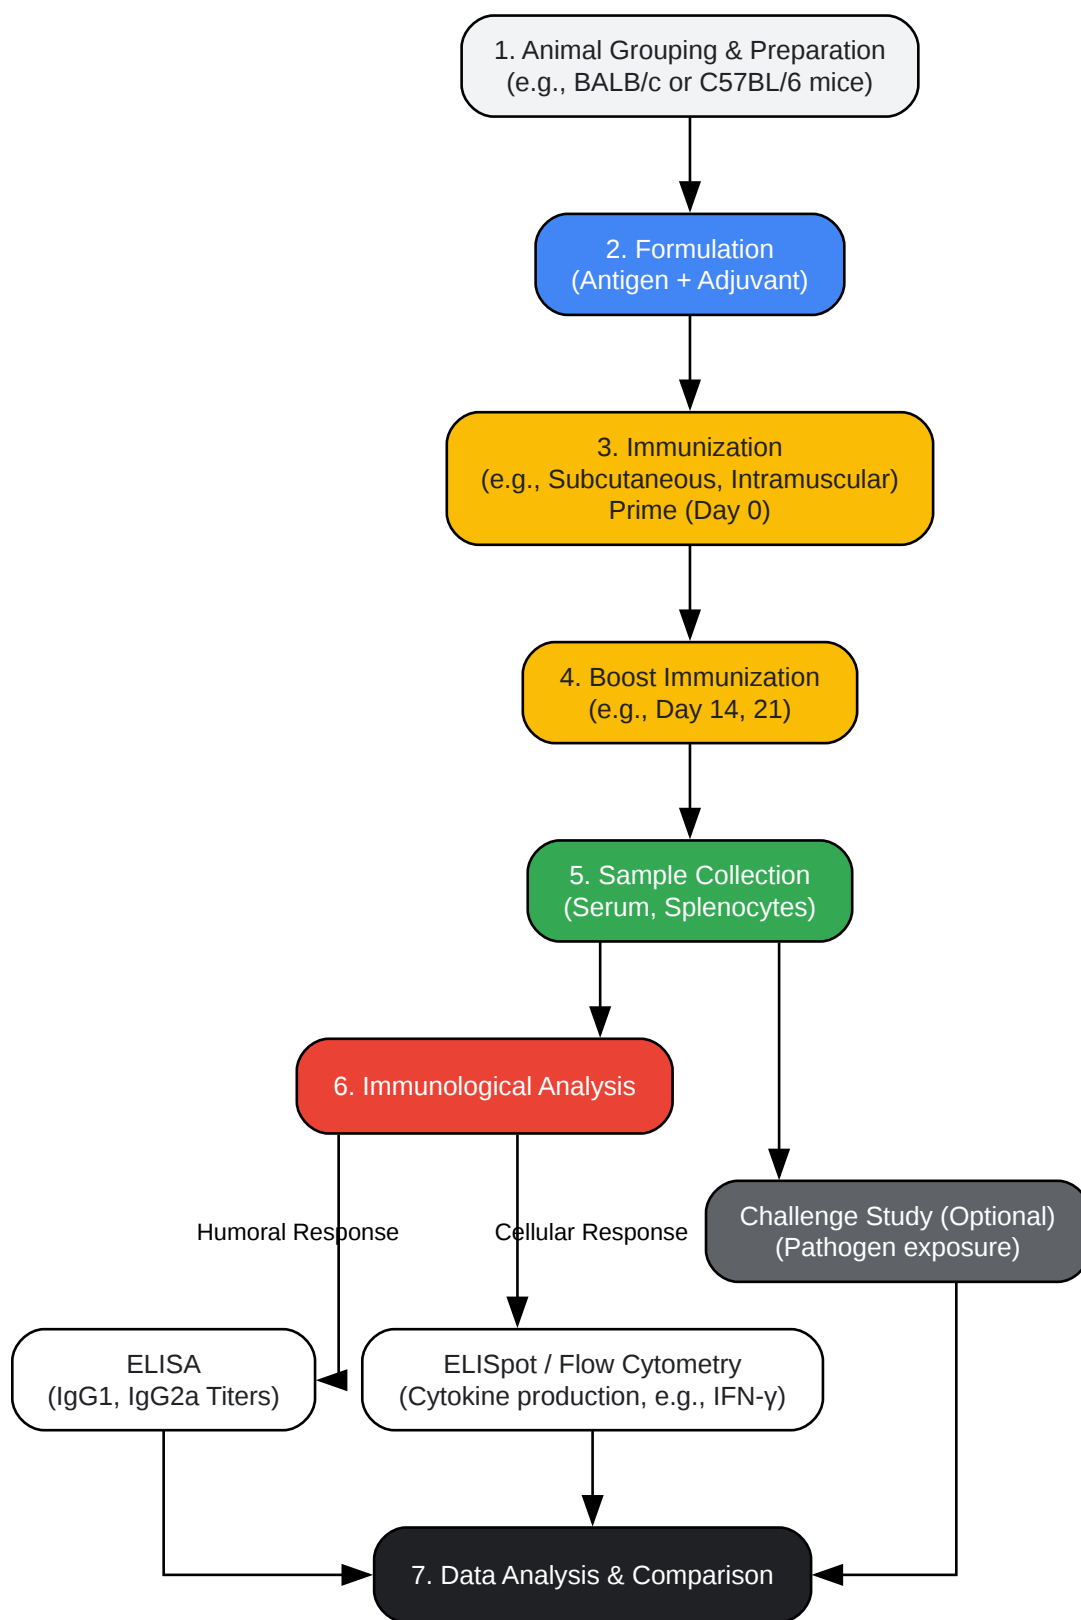 1. Animal Grouping & Preparation
(e.g., BALB/c or C57BL/6 mice)
2. Formulation
(Antigen + Adjuvant)
3. Immunization
(e.g., Subcutaneous, Intramuscular)
Prime (Day 0)
4. Boost Immunization
(e.g., Day 14, 21)
5. Sample Collection
(Serum, Splenocytes)
6. Immunological Analysis
Humoral Response
Cellular Response
Challenge Study (Optional)
(Pathogen exposure)
ELISA
(IgG1, IgG2a Titers)
ELISpot / Flow Cytometry
(Cytokine production, e.g., IFN-γ)
7. Data Analysis & Comparison